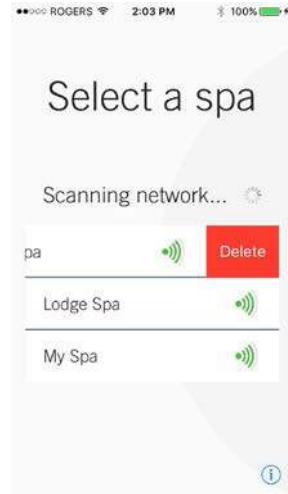 ROGERS 2:03 PM 100%
Select a spa
Scanning network...
pa Delete
Lodge Spa
My Spa
i